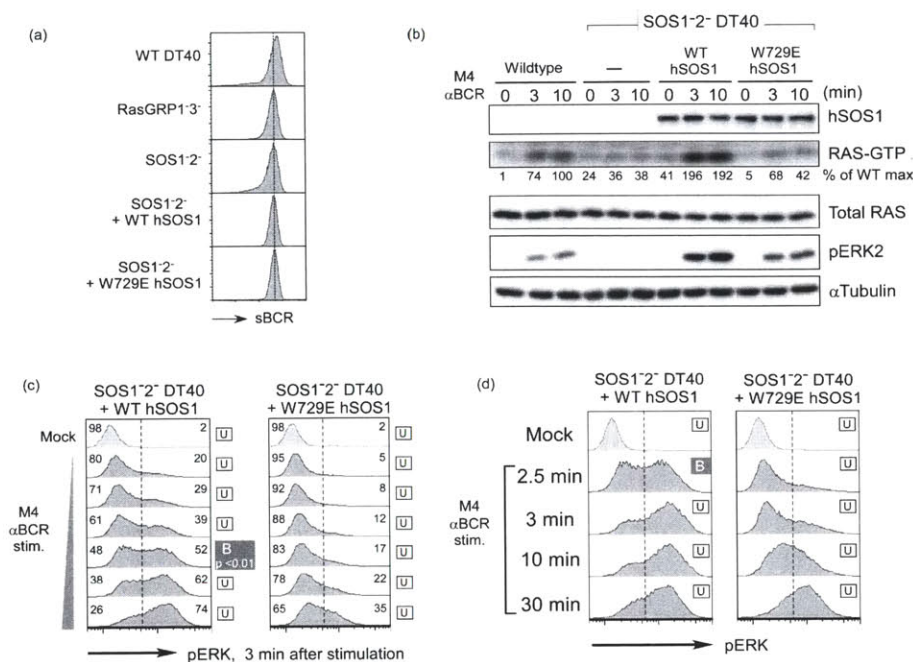 (a)
WT DT40
RasGRP1⁻3⁻
SOS1⁻2⁻
SOS1⁻2⁻
+ WT hSOS1
SOS1⁻2⁻
+ W729E hSOS1
sBCR
(b)
SOS1⁻2⁻ DT40
M4
αBCR
Wildtype
—
WT
hSOS1
W729E
hSOS1
0 3 10 0 3 10 0 3 10 0 3 10 (min)
hSOS1
RAS-GTP
1 74 100 24 36 38 41 196 192 5 68 42 % of WT max
Total RAS
pERK2
αTubulin
(c)
SOS1⁻2⁻ DT40
+ WT hSOS1
SOS1⁻2⁻ DT40
+ W729E hSOS1
Mock
M4
αBCR
stim.
98 2 U
80 20 U
71 29 U
61 39 U
48 52 B
p <0.01
38 62 U
26 74 U
98 2 U
95 5 U
92 8 U
88 12 U
83 17 U
78 22 U
65 35 U
pERK, 3 min after stimulation
(d)
SOS1⁻2⁻ DT40
+ WT hSOS1
SOS1⁻2⁻ DT40
+ W729E hSOS1
Mock U U
M4
αBCR
stim.
2.5 min B U
3 min U U
10 min U U
30 min U U
pERK